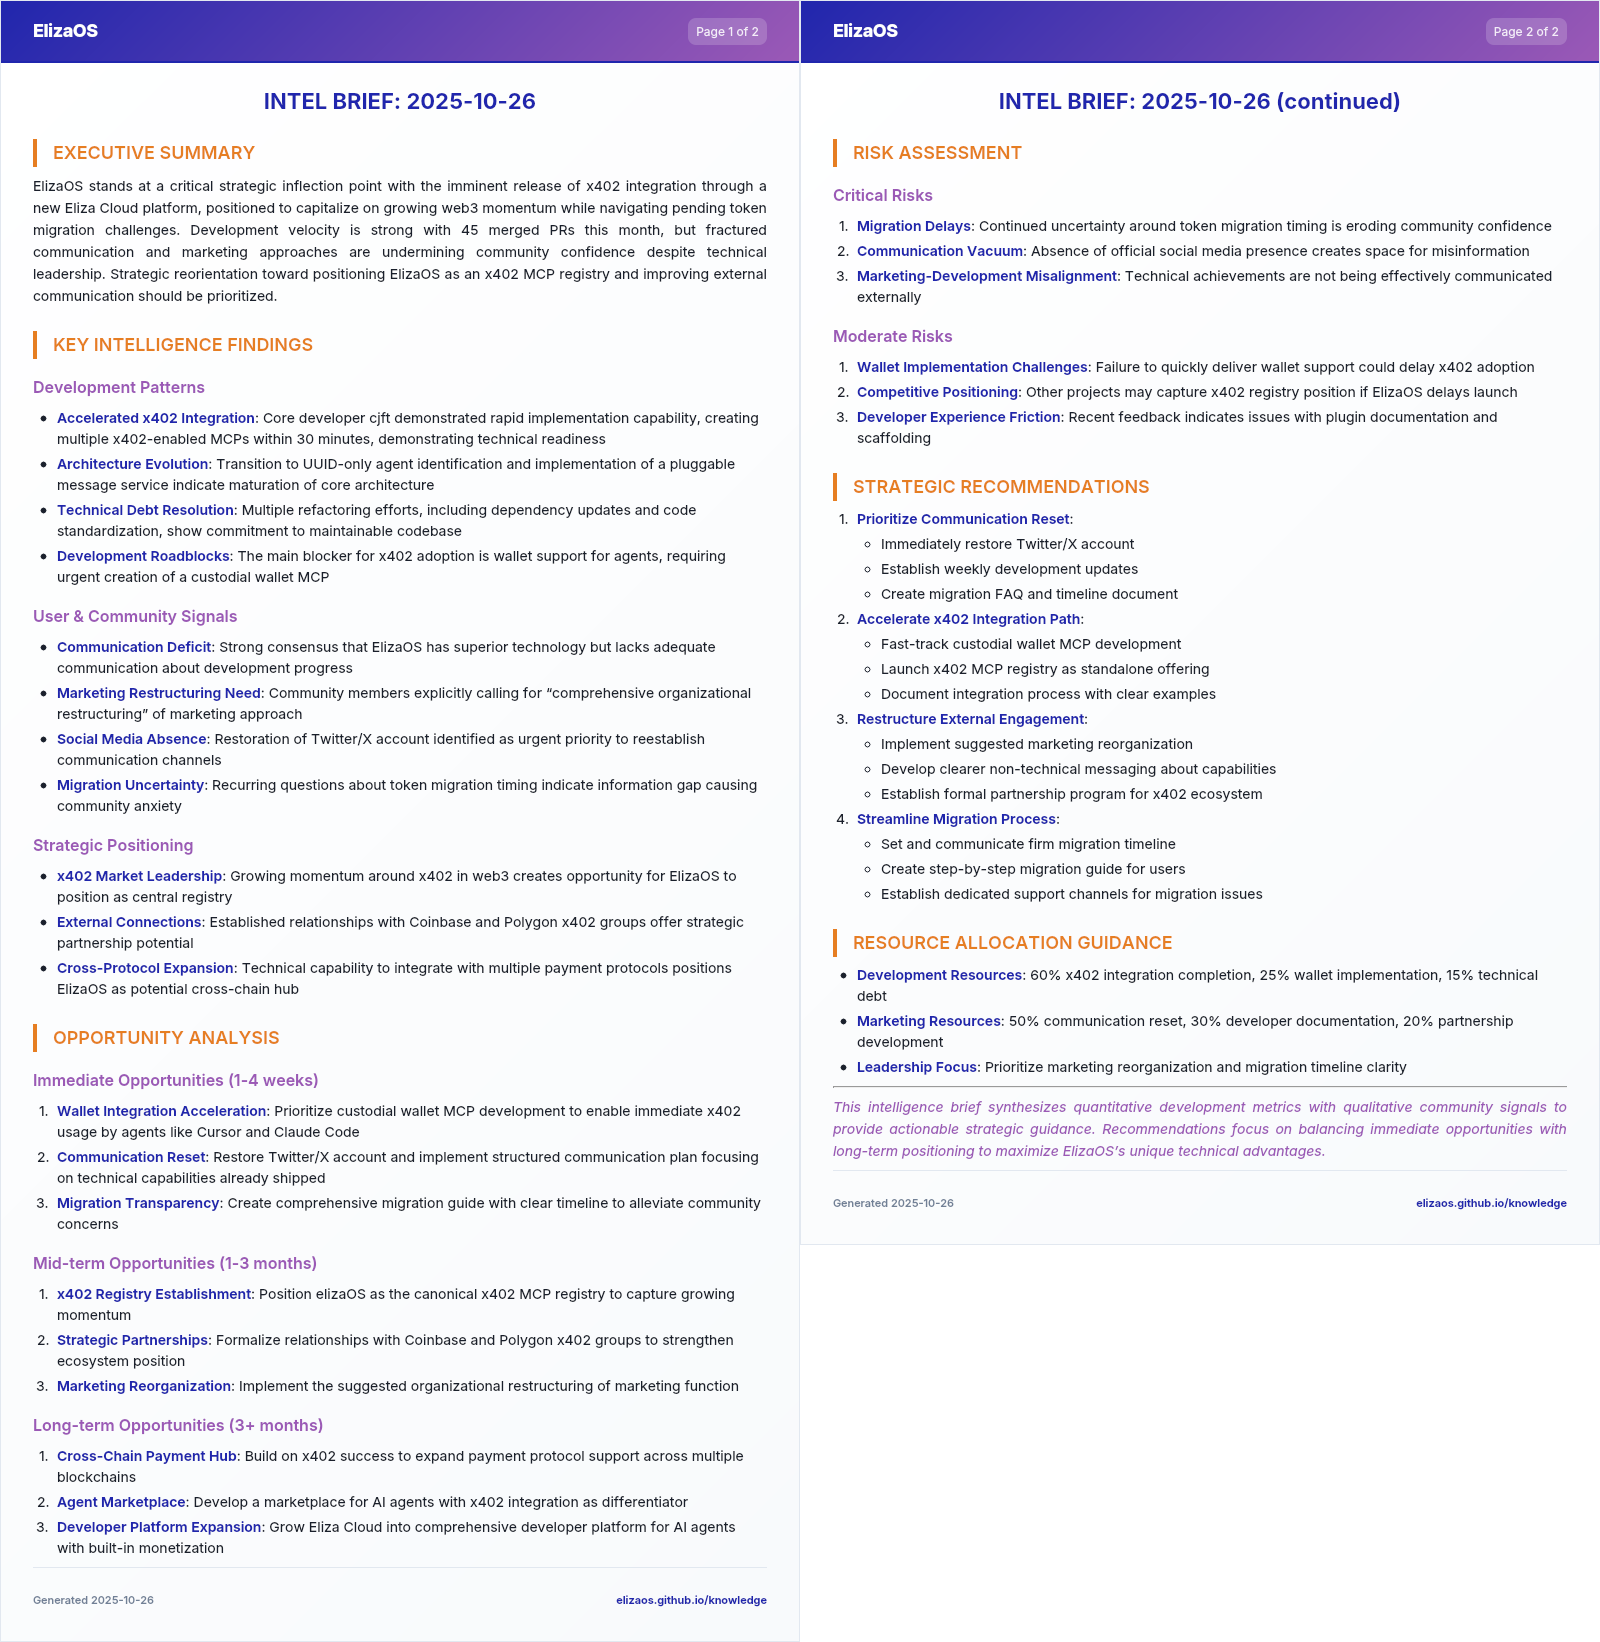 ElizaOS
Page 1 of 2
INTEL BRIEF: 2025-10-26
EXECUTIVE SUMMARY
ElizaOS stands at a critical strategic inflection point with the imminent release of x402 integration through a
new Eliza Cloud platform, positioned to capitalize on growing web3 momentum while navigating pending token
migration challenges. Development velocity is strong with 45 merged PRs this month, but fractured
communication and marketing approaches are undermining community confidence despite technical
leadership. Strategic reorientation toward positioning ElizaOS as an x402 MCP registry and improving external
communication should be prioritized.
KEY INTELLIGENCE FINDINGS
Development Patterns
• Accelerated x402 Integration: Core developer cjft demonstrated rapid implementation capability, creating
multiple x402-enabled MCPs within 30 minutes, demonstrating technical readiness
• Architecture Evolution: Transition to UUID-only agent identification and implementation of a pluggable
message service indicate maturation of core architecture
• Technical Debt Resolution: Multiple refactoring efforts, including dependency updates and code
standardization, show commitment to maintainable codebase
• Development Roadblocks: The main blocker for x402 adoption is wallet support for agents, requiring
urgent creation of a custodial wallet MCP
User & Community Signals
• Communication Deficit: Strong consensus that ElizaOS has superior technology but lacks adequate
communication about development progress
• Marketing Restructuring Need: Community members explicitly calling for “comprehensive organizational
restructuring” of marketing approach
• Social Media Absence: Restoration of Twitter/X account identified as urgent priority to reestablish
communication channels
• Migration Uncertainty: Recurring questions about token migration timing indicate information gap causing
community anxiety
Strategic Positioning
• x402 Market Leadership: Growing momentum around x402 in web3 creates opportunity for ElizaOS to
position as central registry
• External Connections: Established relationships with Coinbase and Polygon x402 groups offer strategic
partnership potential
• Cross-Protocol Expansion: Technical capability to integrate with multiple payment protocols positions
ElizaOS as potential cross-chain hub
OPPORTUNITY ANALYSIS
Immediate Opportunities (1-4 weeks)
1. Wallet Integration Acceleration: Prioritize custodial wallet MCP development to enable immediate x402
usage by agents like Cursor and Claude Code
2. Communication Reset: Restore Twitter/X account and implement structured communication plan focusing
on technical capabilities already shipped
3. Migration Transparency: Create comprehensive migration guide with clear timeline to alleviate community
concerns
Mid-term Opportunities (1-3 months)
1. x402 Registry Establishment: Position elizaOS as the canonical x402 MCP registry to capture growing
momentum
2. Strategic Partnerships: Formalize relationships with Coinbase and Polygon x402 groups to strengthen
ecosystem position
3. Marketing Reorganization: Implement the suggested organizational restructuring of marketing function
Long-term Opportunities (3+ months)
1. Cross-Chain Payment Hub: Build on x402 success to expand payment protocol support across multiple
blockchains
2. Agent Marketplace: Develop a marketplace for AI agents with x402 integration as differentiator
3. Developer Platform Expansion: Grow Eliza Cloud into comprehensive developer platform for AI agents
with built-in monetization
Generated 2025-10-26
elizaos.github.io/knowledge
ElizaOS
Page 2 of 2
INTEL BRIEF: 2025-10-26 (continued)
RISK ASSESSMENT
Critical Risks
1. Migration Delays: Continued uncertainty around token migration timing is eroding community confidence
2. Communication Vacuum: Absence of official social media presence creates space for misinformation
3. Marketing-Development Misalignment: Technical achievements are not being effectively communicated
externally
Moderate Risks
1. Wallet Implementation Challenges: Failure to quickly deliver wallet support could delay x402 adoption
2. Competitive Positioning: Other projects may capture x402 registry position if ElizaOS delays launch
3. Developer Experience Friction: Recent feedback indicates issues with plugin documentation and
scaffolding
STRATEGIC RECOMMENDATIONS
1. Prioritize Communication Reset:
◦ Immediately restore Twitter/X account
◦ Establish weekly development updates
◦ Create migration FAQ and timeline document
2. Accelerate x402 Integration Path:
◦ Fast-track custodial wallet MCP development
◦ Launch x402 MCP registry as standalone offering
◦ Document integration process with clear examples
3. Restructure External Engagement:
◦ Implement suggested marketing reorganization
◦ Develop clearer non-technical messaging about capabilities
◦ Establish formal partnership program for x402 ecosystem
4. Streamline Migration Process:
◦ Set and communicate firm migration timeline
◦ Create step-by-step migration guide for users
◦ Establish dedicated support channels for migration issues
RESOURCE ALLOCATION GUIDANCE
• Development Resources: 60% x402 integration completion, 25% wallet implementation, 15% technical
debt
• Marketing Resources: 50% communication reset, 30% developer documentation, 20% partnership
development
• Leadership Focus: Prioritize marketing reorganization and migration timeline clarity
This intelligence brief synthesizes quantitative development metrics with qualitative community signals to
provide actionable strategic guidance. Recommendations focus on balancing immediate opportunities with
long-term positioning to maximize ElizaOS’s unique technical advantages.
Generated 2025-10-26
elizaos.github.io/knowledge